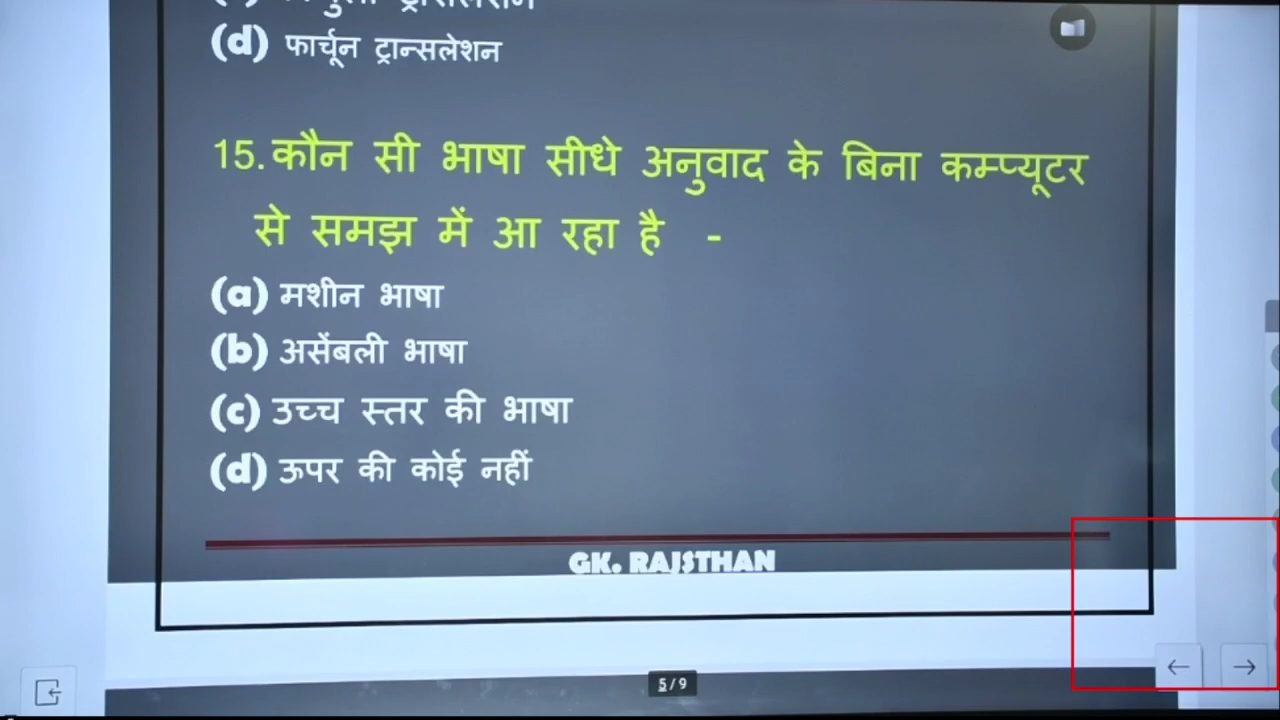 (d) फार्चून ट्रान्सलेशन
15. कौन सी भाषा सीधे अनुवाद के बिना कम्प्यूटर
से समझ में आ रहा है -
(a) मशीन भाषा
(b) असेंबली भाषा
(c) उच्च स्तर की भाषा
(d) ऊपर की कोई नहीं
GK. RAJSTHAN
5/9